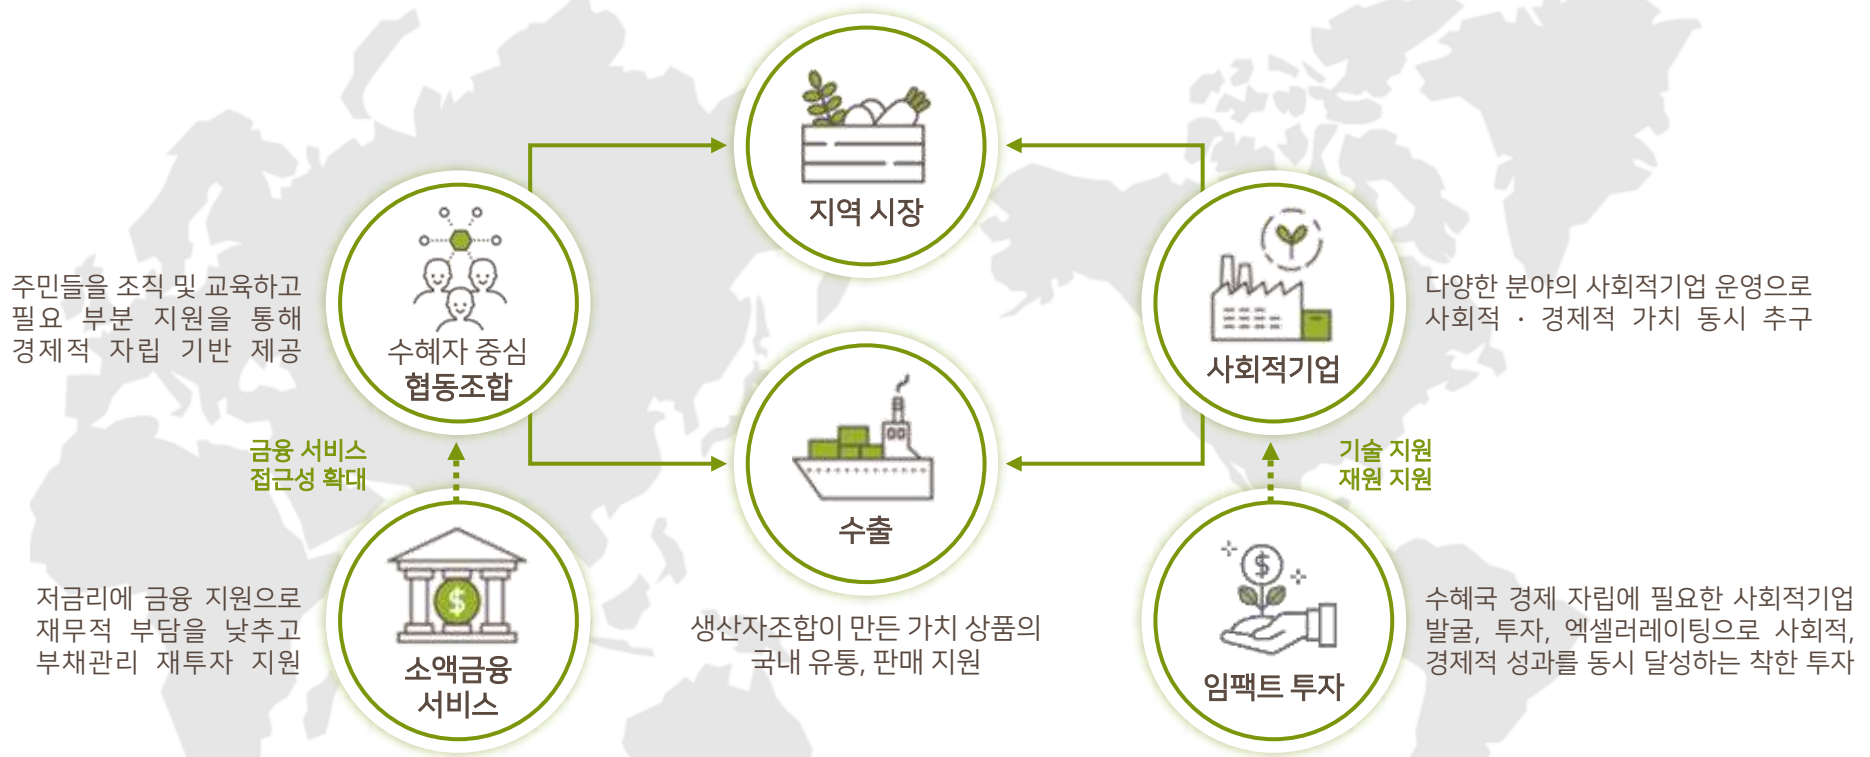 지역 시장
주민들을 조직 및 교육하고
필요 부분 지원을 통해
경제적 자립 기반 제공
수혜자 중심
협동조합
사회적기업
다양한 분야의 사회적기업 운영으로
사회적 · 경제적 가치 동시 추구
금융 서비스
접근성 확대
수출
기술 지원
재원 지원
저금리에 금융 지원으로
재무적 부담을 낮추고
부채관리 재투자 지원
소액금융
서비스
생산자조합이 만든 가치 상품의
국내 유통, 판매 지원
임팩트 투자
수혜국 경제 자립에 필요한 사회적기업
발굴, 투자, 엑셀러레이팅으로 사회적,
경제적 성과를 동시 달성하는 착한 투자